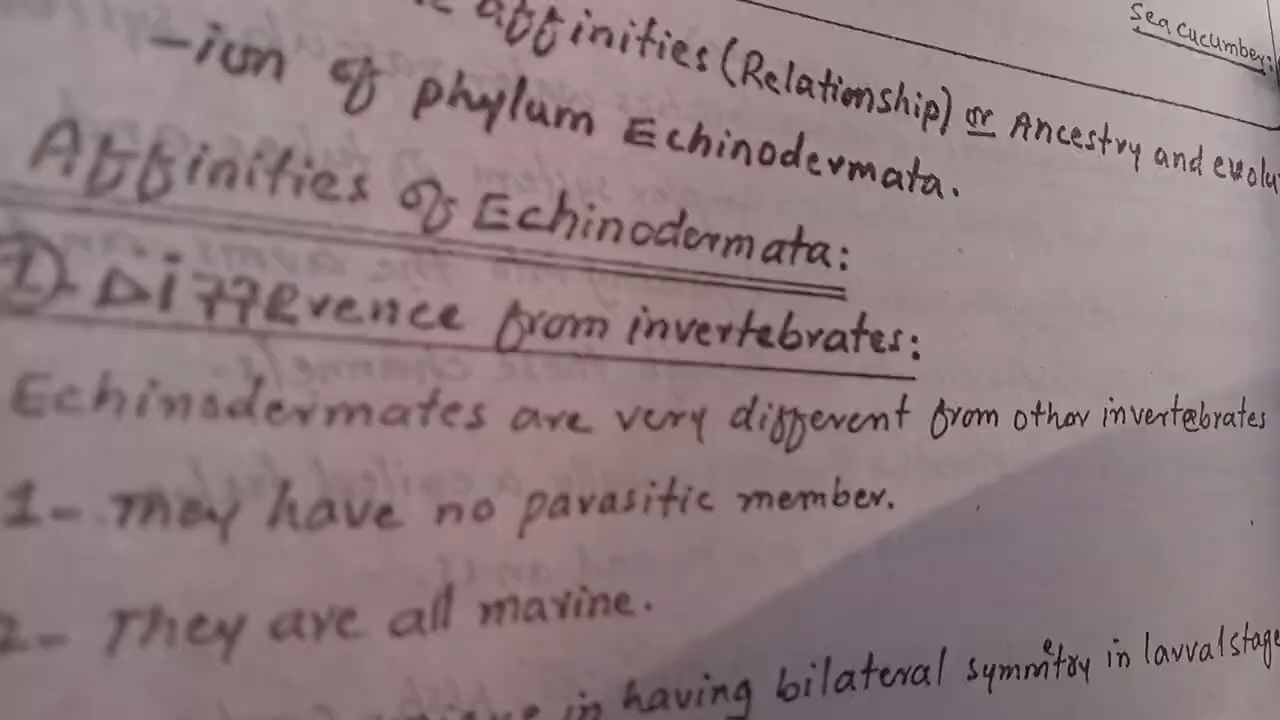 Sea cucumber:
affinities (Relationship) or Ancestry and evolu
-ion of phylum Echinodermata.
Affinities of Echinodermata:
1). Difference from invertebrates:
Echinodermates are very different from other invertebrates
1- They have no parasitic member.
2- They are all marine.
in having bilateral symmetry in larval stage